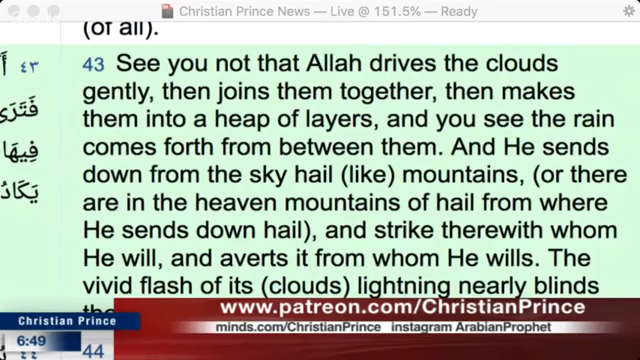 Christian Prince News — Live @ 151.5% — Ready
(of all).
٤٣
43 See you not that Allah drives the clouds
gently, then joins them together, then makes
فَتَرَى
them into a heap of layers, and you see the rain
فِيهَا
comes forth from between them. And He sends
down from the sky hail (like) mountains, (or there
يَكَادُ
are in the heaven mountains of hail from where
He sends down hail), and strike therewith whom
He will, and averts it from whom He wills. The
vivid flash of its (clouds) lightning nearly blinds
www.patreon.com/ChristianPrince
Christian Prince
minds.com/ChristianPrince instagram ArabianProphet
6:49
44
٤٤